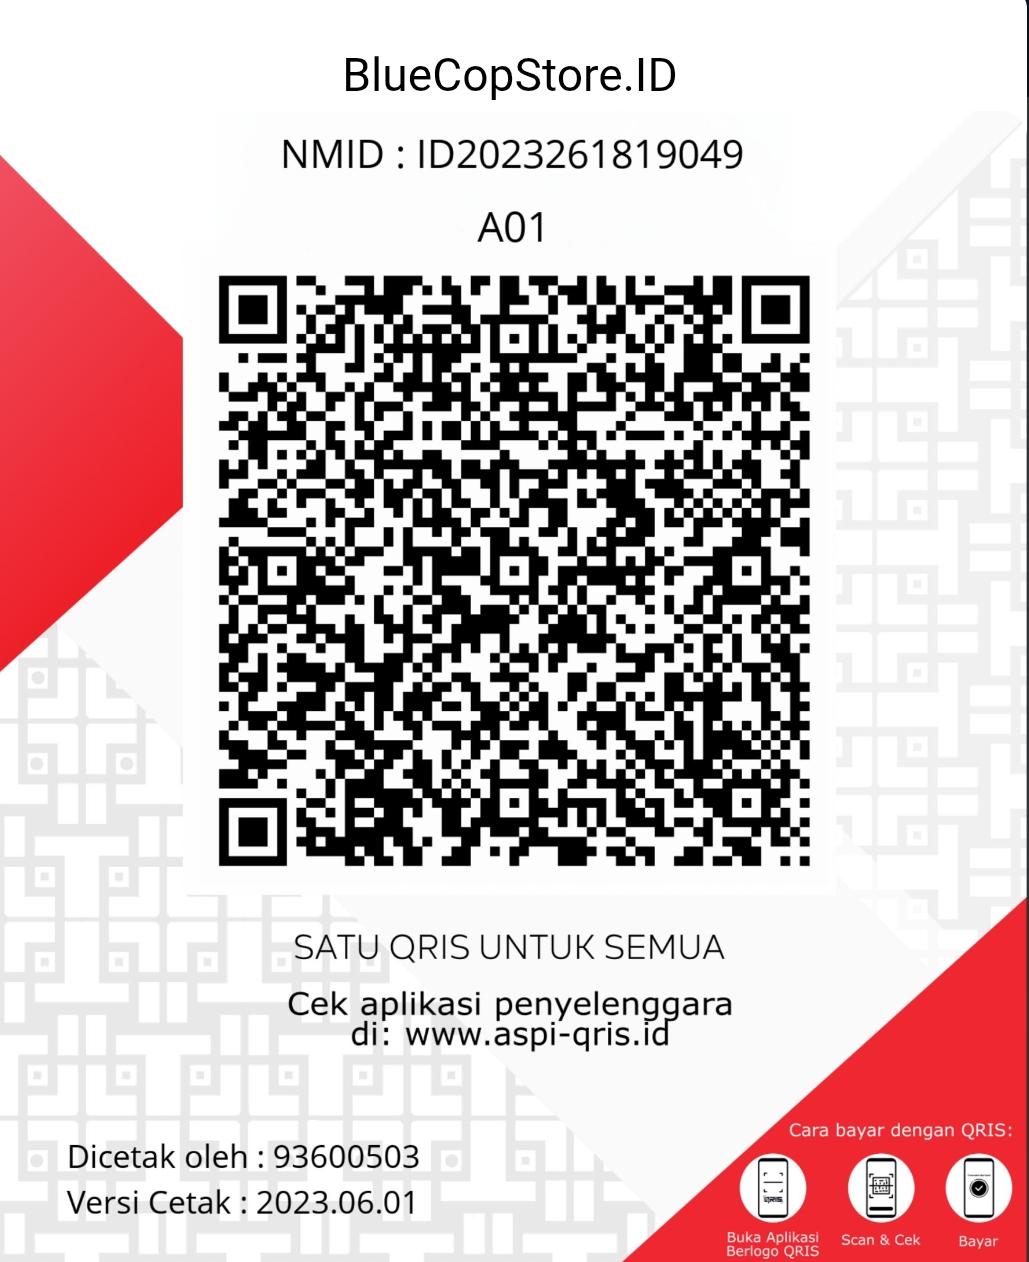 BlueCopStore.ID
NMID : ID2023261819049
A01
SATU QRIS UNTUK SEMUA
Cek aplikasi penyelenggara
di: www.aspi-qris.id
Dicetak oleh : 93600503
Versi Cetak : 2023.06.01
Cara bayar dengan QRIS:
QRIS
Buka Aplikasi
Berlogo QRIS
Scan & Cek
Bayar